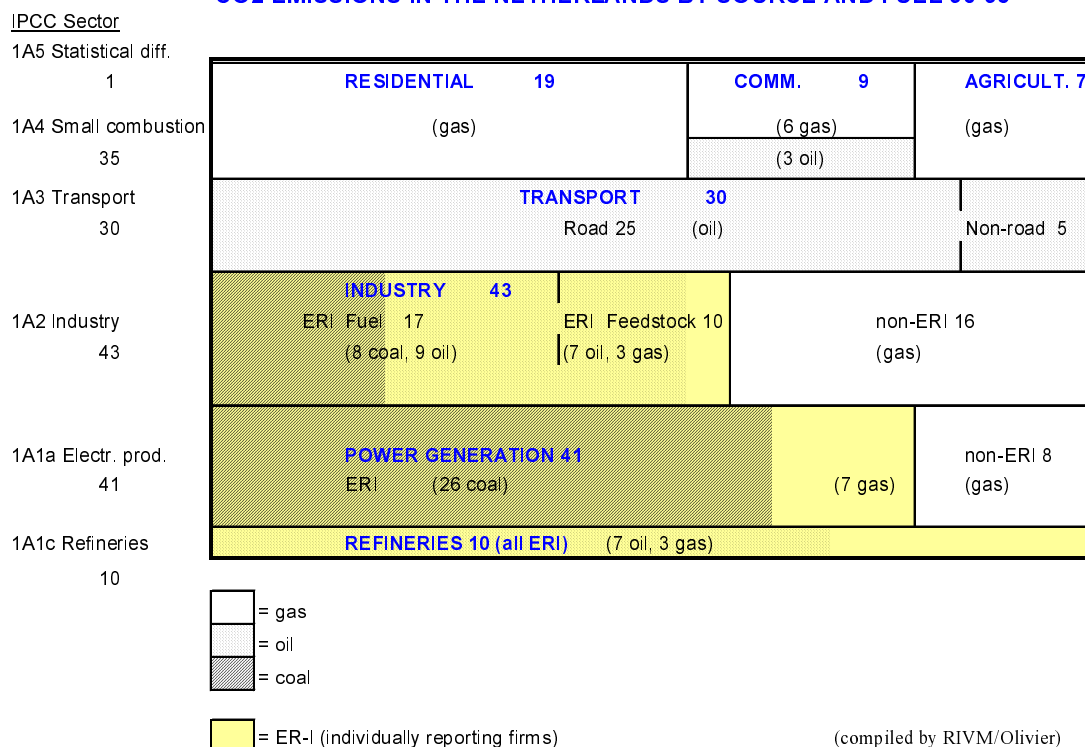 IPCC Sector
1A5 Statistical diff.
1
RESIDENTIAL 19
COMM. 9
AGRICULT. 7
1A4 Small combustion
(gas)
(6 gas)
(gas)
35
(3 oil)
1A3 Transport
TRANSPORT 30
30
Road 25 (oil)
Non-road 5
INDUSTRY 43
1A2 Industry
ERI Fuel 17
ERI Feedstock 10
non-ERI 16
43
(8 coal, 9 oil)
(7 oil, 3 gas)
(gas)
1A1a Electr. prod.
POWER GENERATION 41
non-ERI 8
41
ERI (26 coal)
(7 gas)
(gas)
1A1c Refineries
REFINERIES 10 (all ERI) (7 oil, 3 gas)
10
= gas
= oil
= coal
= ER-I (individually reporting firms)
(compiled by RIVM/Olivier)